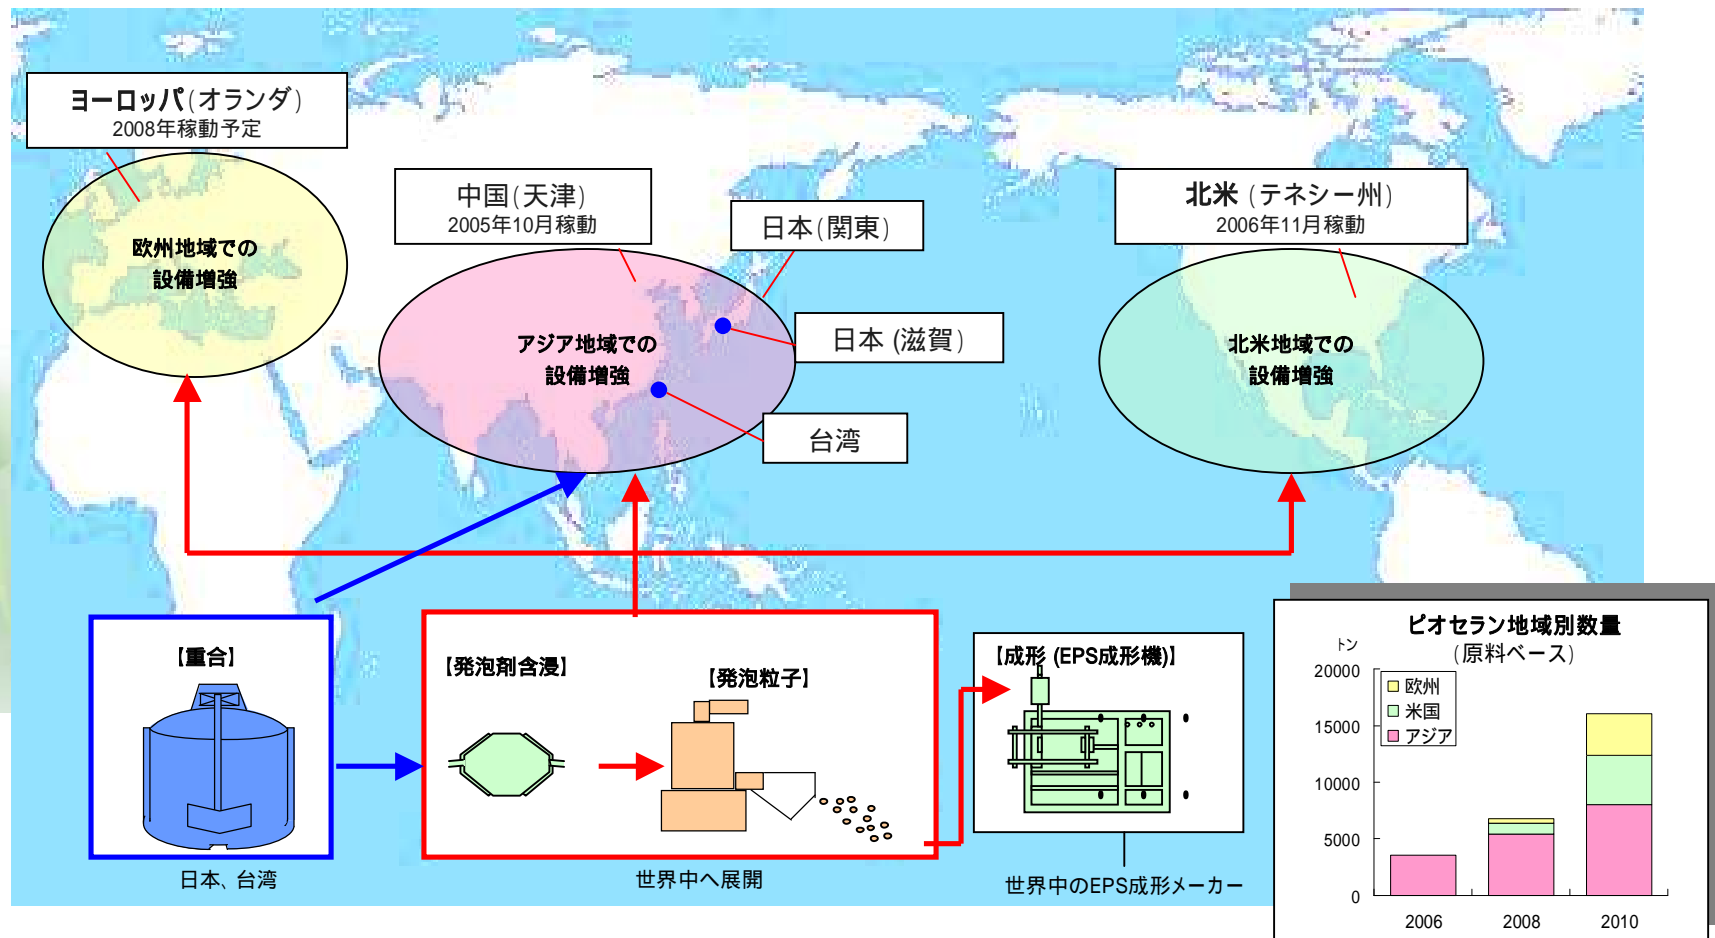 ヨーロッパ(オランダ)
2008年稼動予定
中国(天津)
2005年10月稼動
日本(関東)
北米 (テネシー州)
2006年11月稼動
欧州地域での
設備増強
アジア地域での
設備増強
日本 (滋賀)
北米地域での
設備増強
台湾
【重合】
日本、台湾
【発泡剤含浸】
【発泡粒子】
世界中へ展開
【成形 (EPS成形機)】
世界中のEPS成形メーカー
ピオセラン地域別数量
(原料ベース)
トン
20000
15000
10000
5000
0
欧州
米国
アジア
2006
2008
2010